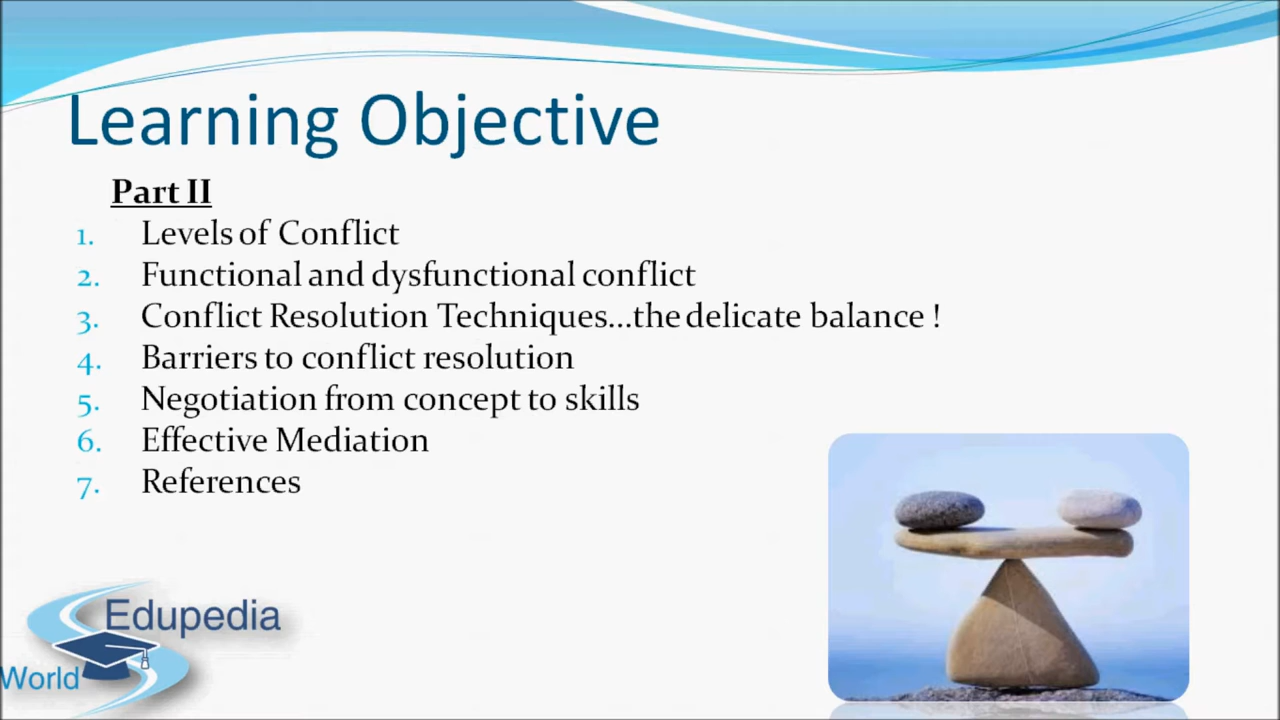 Learning Objective
Part II
1. Levels of Conflict
2. Functional and dysfunctional conflict
3. Conflict Resolution Techniques...the delicate balance !
4. Barriers to conflict resolution
5. Negotiation from concept to skills
6. Effective Mediation
7. References
Edupedia
World